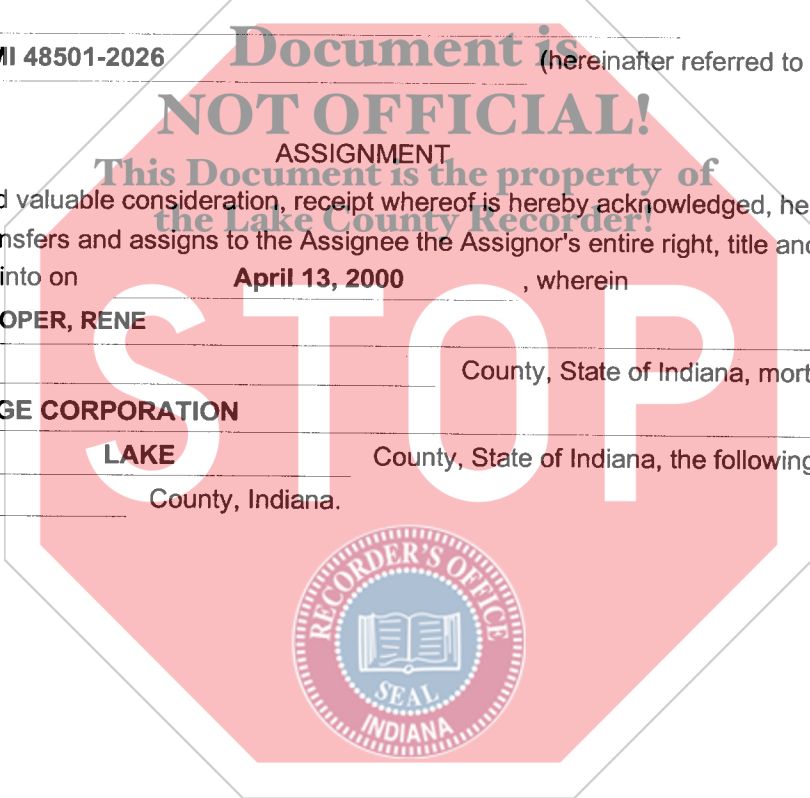 Document is
MI 48501-2026 (hereinafter referred to
NOT OFFICIAL!
ASSIGNMENT
This Document is the property of
d valuable consideration, receipt whereof is hereby acknowledged, he
the Lake County Recorder!
nsfers and assigns to the Assignee the Assignor's entire right, title and
into on April 13, 2000 , wherein
OPER, RENE
STOP
County, State of Indiana, mort
GE CORPORATION
LAKE County, State of Indiana, the following
County, Indiana.
RECORDER'S OFFICE
SEAL
INDIANA